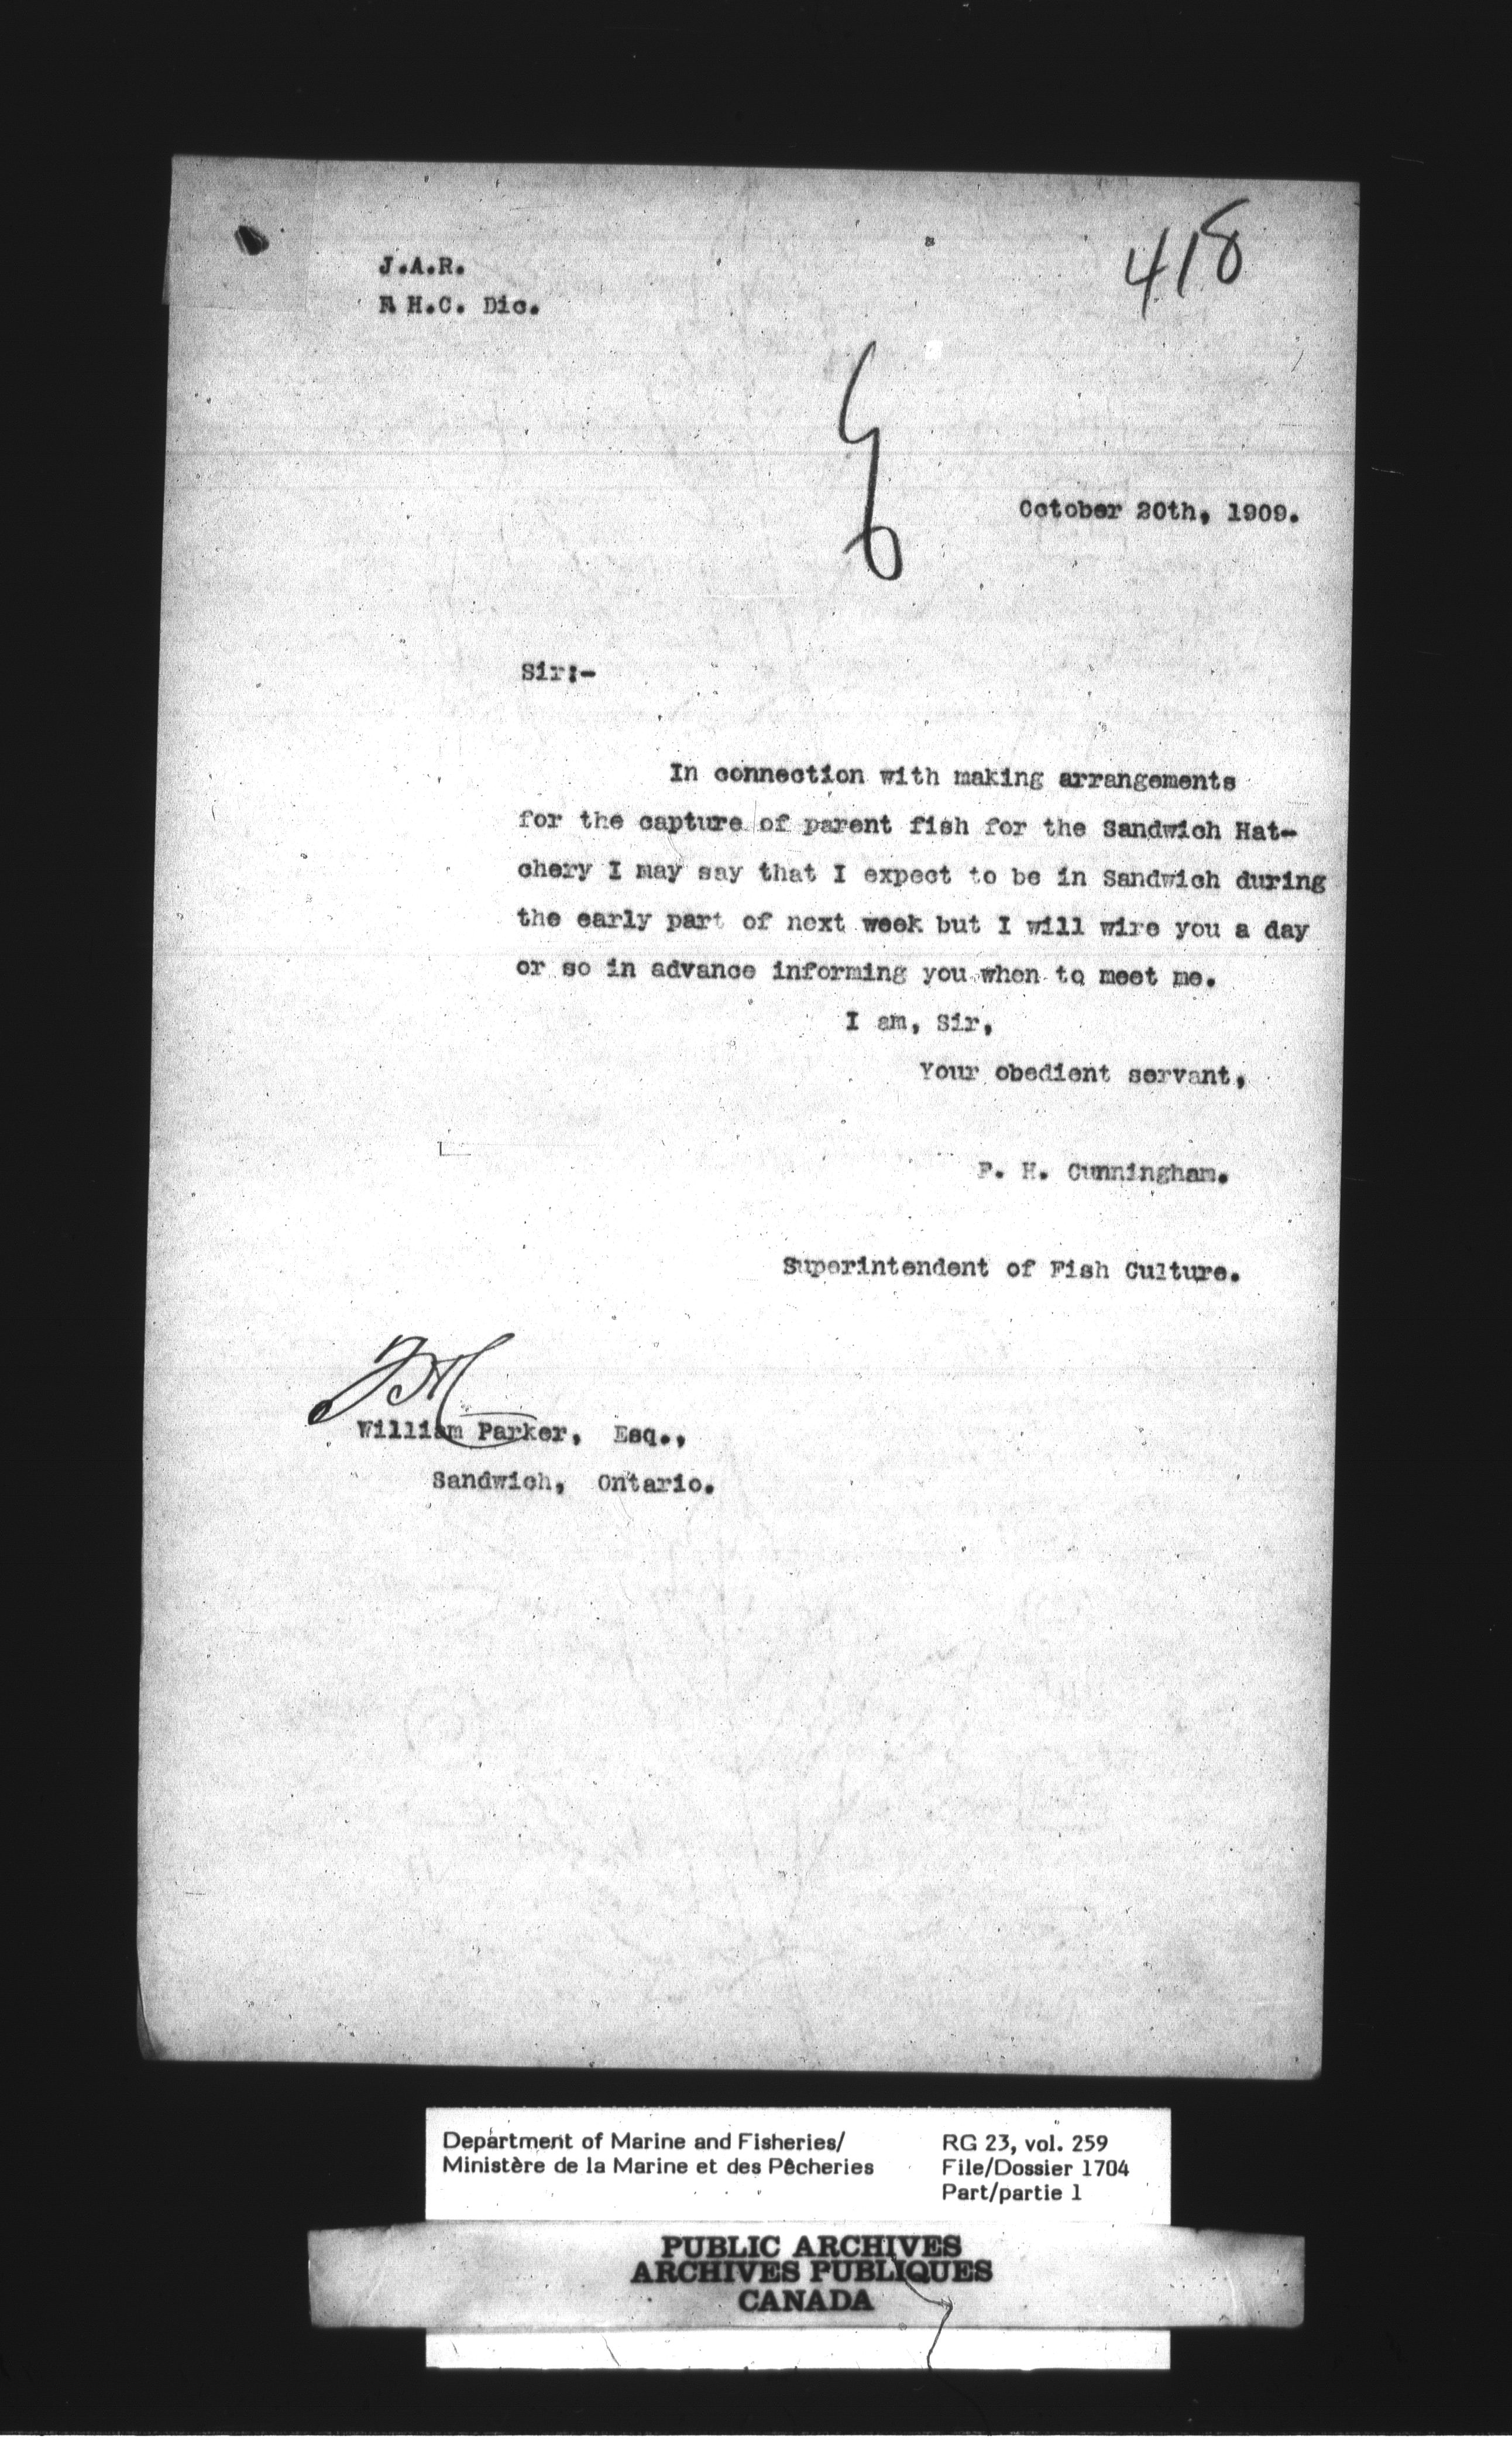 J.A.R.
F.H.C. Dic.
418
October 20th, 1909.
Sir:-
In connection with making arrangements
for the capture of parent fish for the Sandwich Hat-
chery I may say that I expect to be in Sandwich during
the early part of next week but I will wire you a day
or so in advance informing you when to meet me.
I am, Sir,
Your obedient servant,
F. H. Cunningham.
Superintendent of Fish Culture.
William Parker, Esq.,
Sandwich, Ontario.
Department of Marine and Fisheries/
Ministère de la Marine et des Pêcheries
RG 23, vol. 259
File/Dossier 1704
Part/partie 1
PUBLIC ARCHIVES
ARCHIVES PUBLIQUES
CANADA